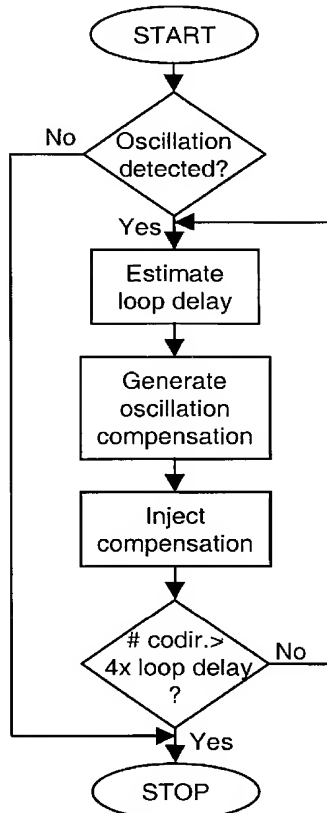 START
No
Oscillation
detected?
Yes
Estimate
loop delay
Generate
oscillation
compensation
Inject
compensation
# codir.>
4x loop delay
?
No
Yes
STOP